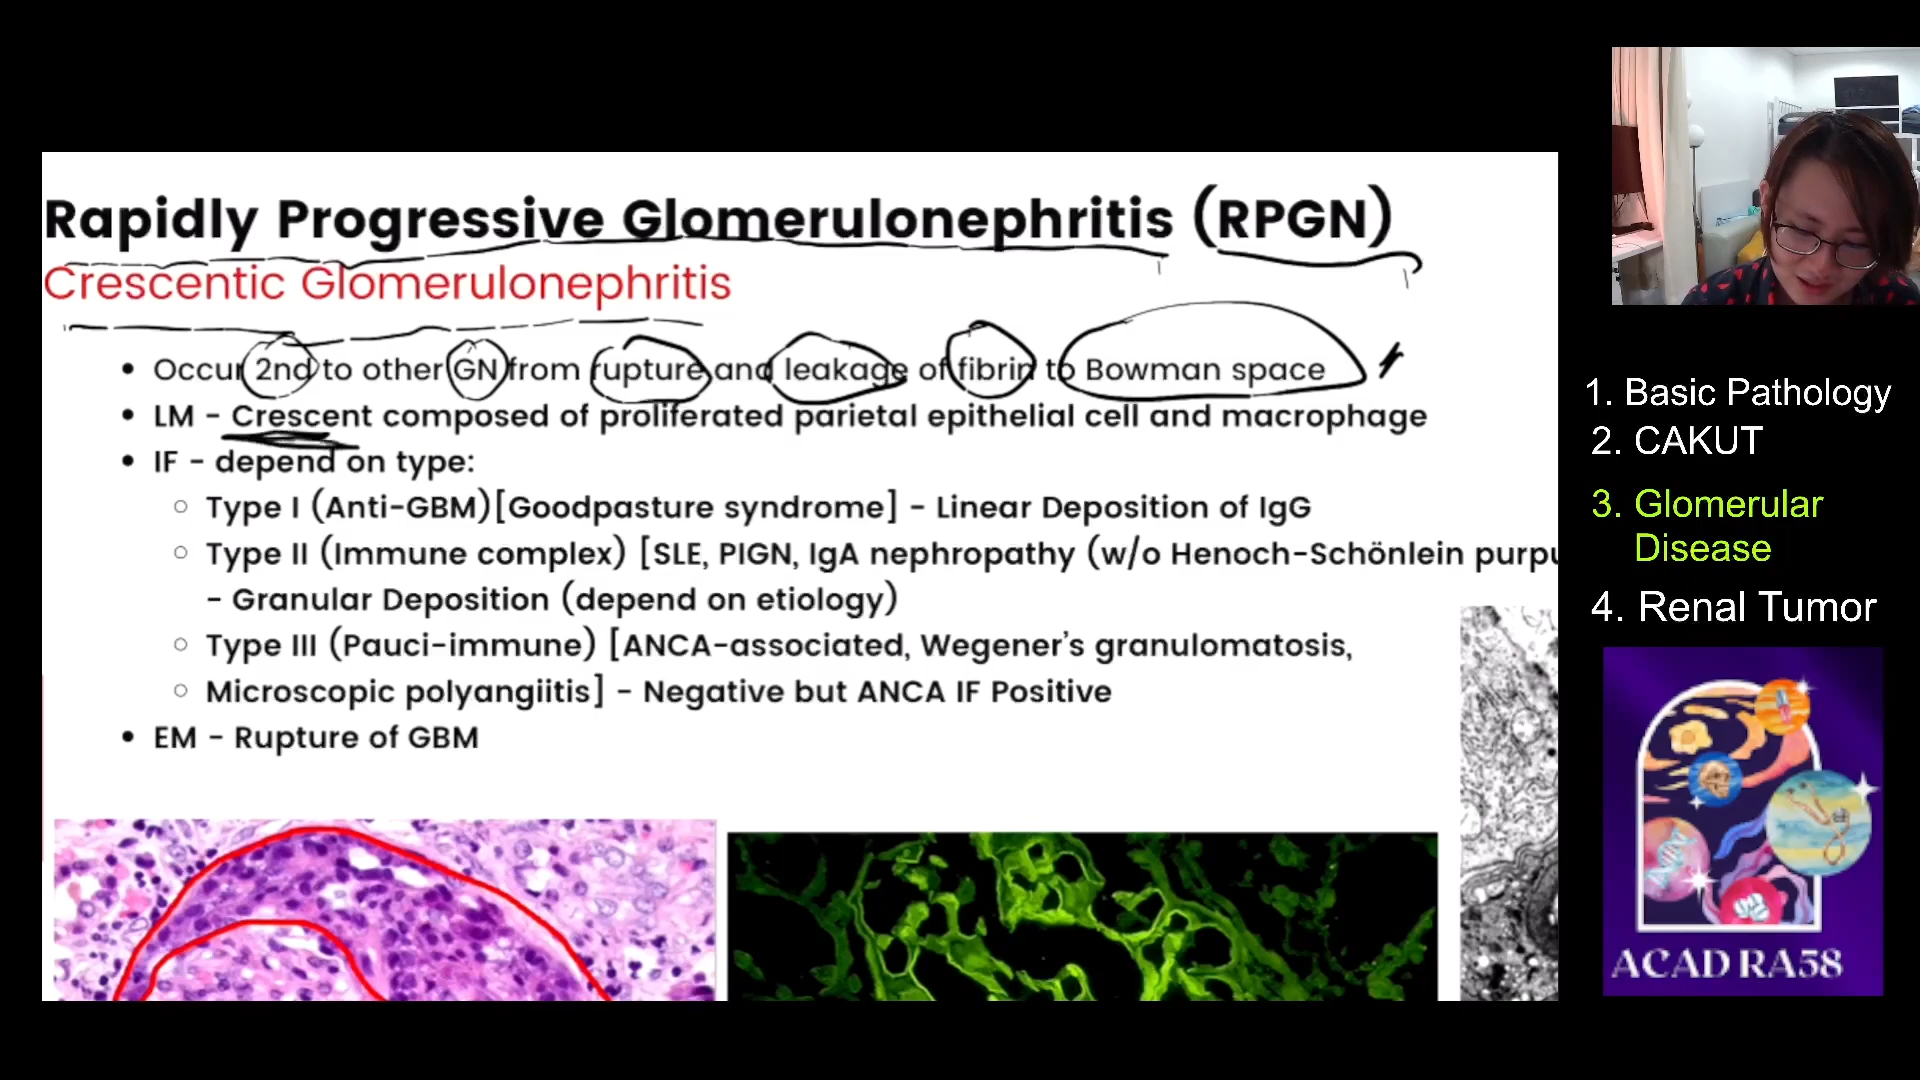 Rapidly Progressive Glomerulonephritis (RPGN)
Crescentic Glomerulonephritis
• Occur 2nd to other GN from rupture and leakage of fibrin to Bowman space
• LM - Crescent composed of proliferated parietal epithelial cell and macrophage
• IF - depend on type:
○ Type I (Anti-GBM)[Goodpasture syndrome] - Linear Deposition of IgG
○ Type II (Immune complex) [SLE, PIGN, IgA nephropathy (w/o Henoch-Schönlein purpu
- Granular Deposition (depend on etiology)
○ Type III (Pauci-immune) [ANCA-associated, Wegener's granulomatosis,
○ Microscopic polyangiitis] - Negative but ANCA IF Positive
• EM - Rupture of GBM
1. Basic Pathology
2. CAKUT
3. Glomerular
Disease
4. Renal Tumor
ACAD RA58